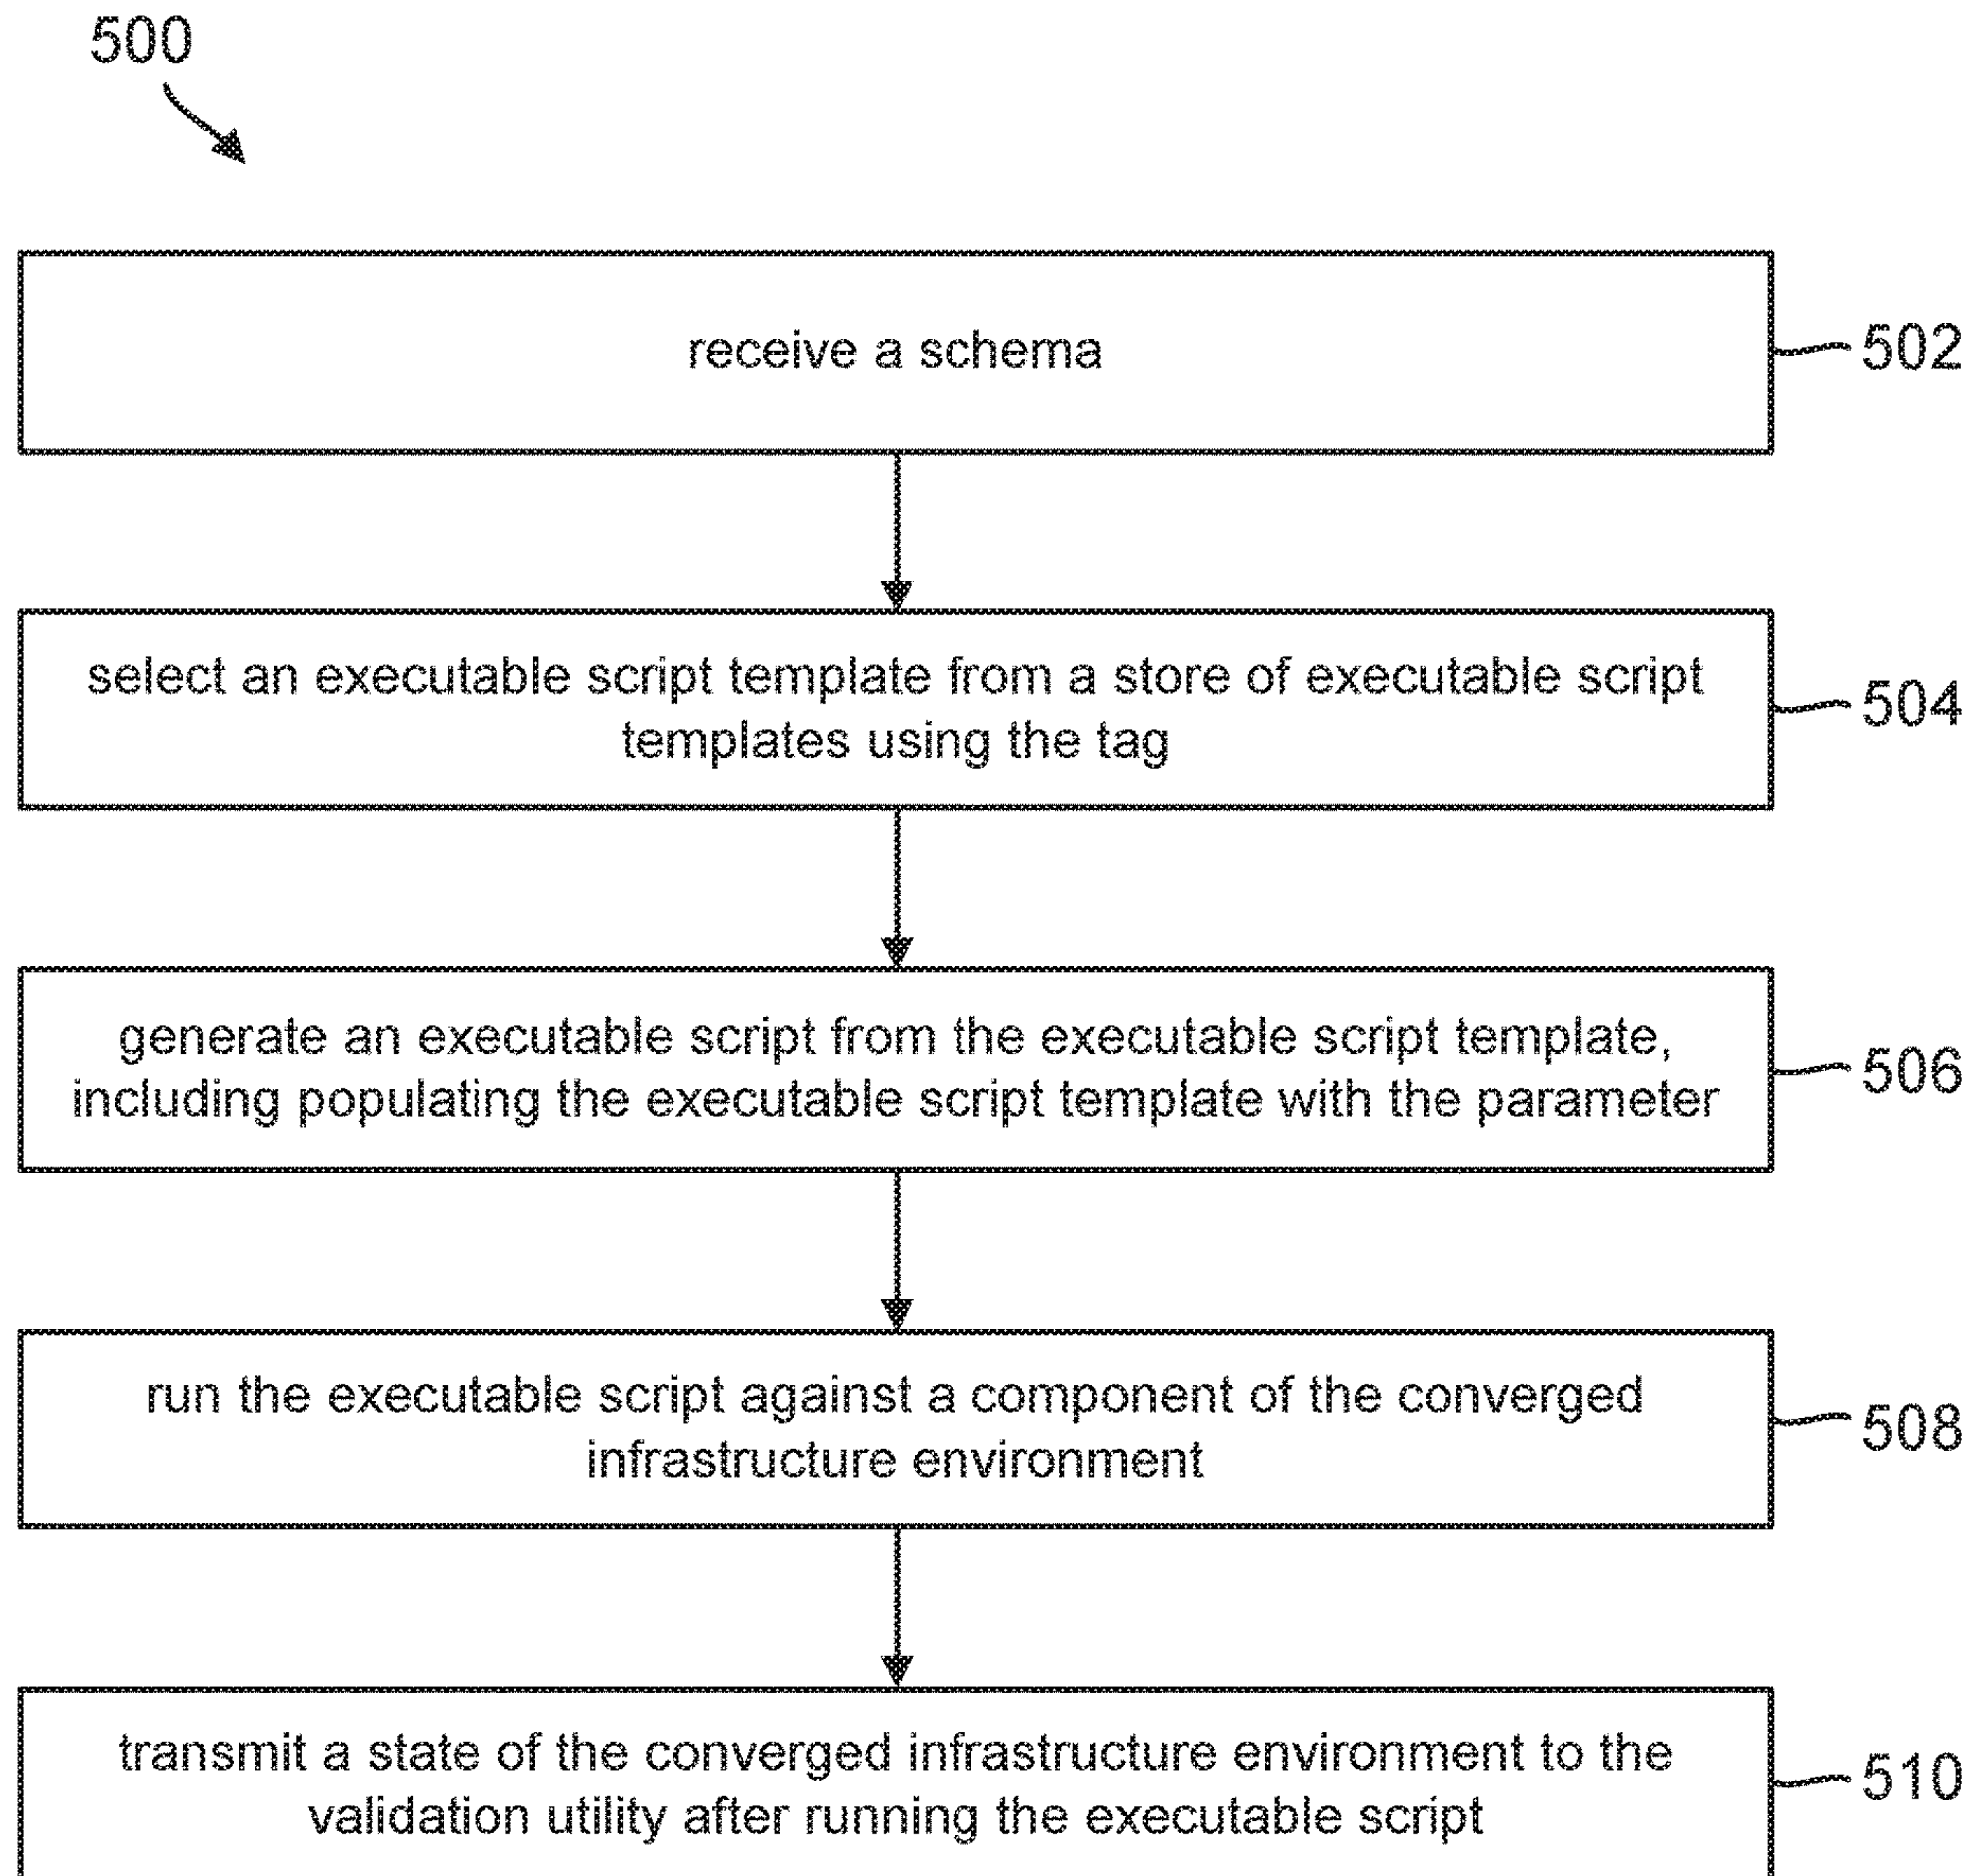 500
receive a schema
502
select an executable script template from a store of executable script
templates using the tag
504
generate an executable script from the executable script template,
including populating the executable script template with the parameter
506
run the executable script against a component of the converged
infrastructure environment
508
transmit a state of the converged infrastructure environment to the
validation utility after running the executable script
510